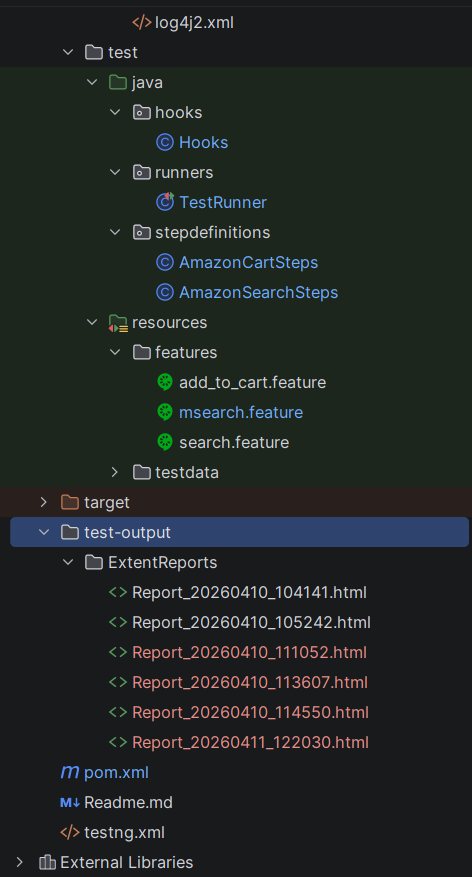 log4j2.xml
test
java
hooks
Hooks
runners
TestRunner
stepdefinitions
AmazonCartSteps
AmazonSearchSteps
resources
features
add_to_cart.feature
msearch.feature
search.feature
testdata
target
test-output
ExtentReports
Report_20260410_104141.html
Report_20260410_105242.html
Report_20260410_111052.html
Report_20260410_113607.html
Report_20260410_114550.html
Report_20260411_122030.html
pom.xml
Readme.md
testng.xml
External Libraries